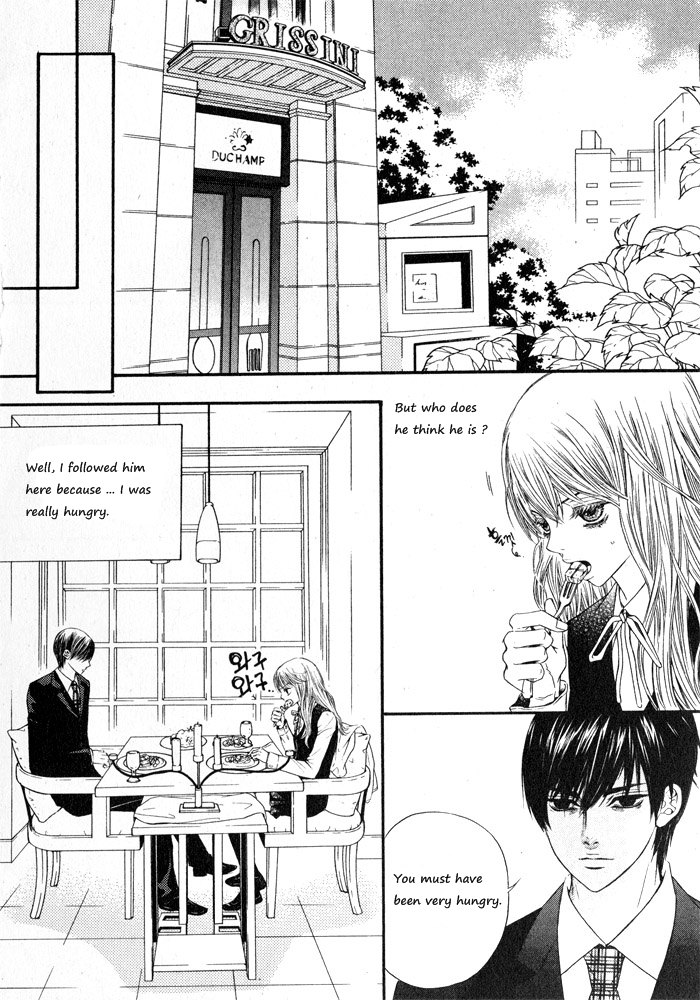 GRISSINI
DUCHAMP
Well, I followed him
here because ... I was
really hungry.
와구
와구..
But who does
he think he is ?
You must have
been very hungry.